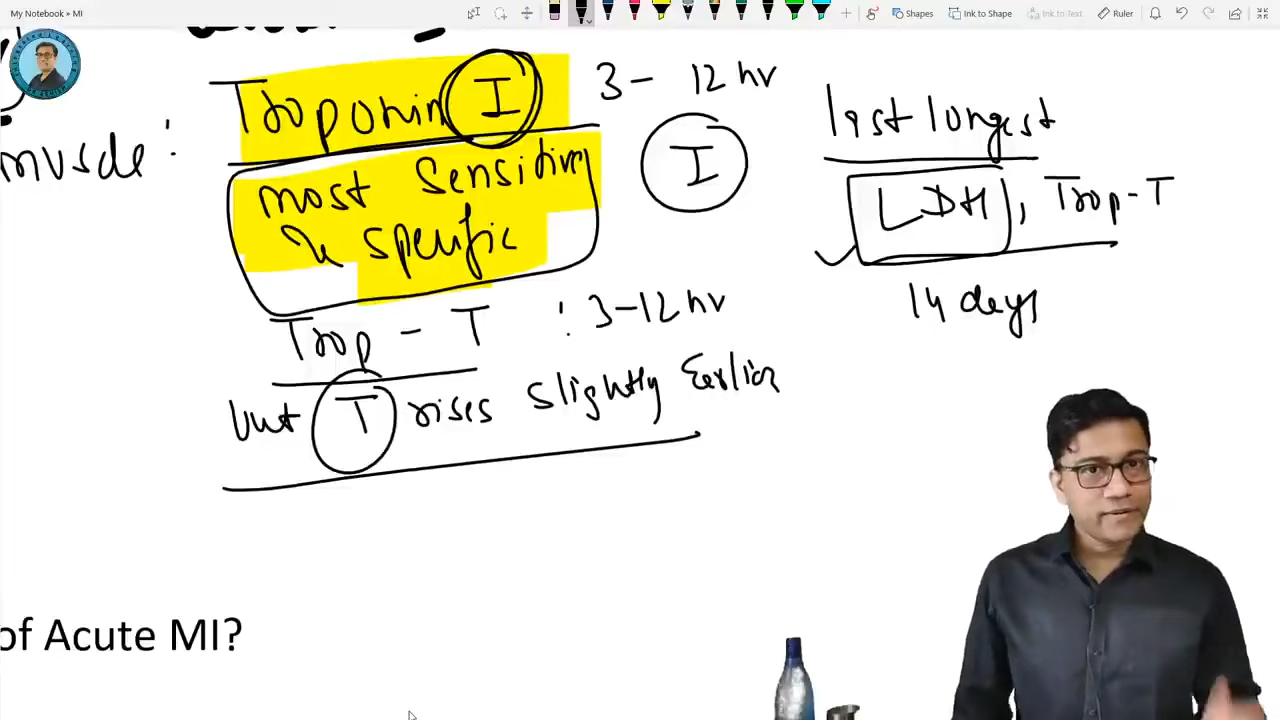 My Notebook » MI
Shapes
Ink to Shape
Ink to Text
Ruler
Troponin I
3 - 12 hr
muscle :
most sensitive
& specific
I
last longest
LDH, Trop-T
14 days
Trop - T : 3-12 hr
but T rises slightly Earlier
of Acute MI?